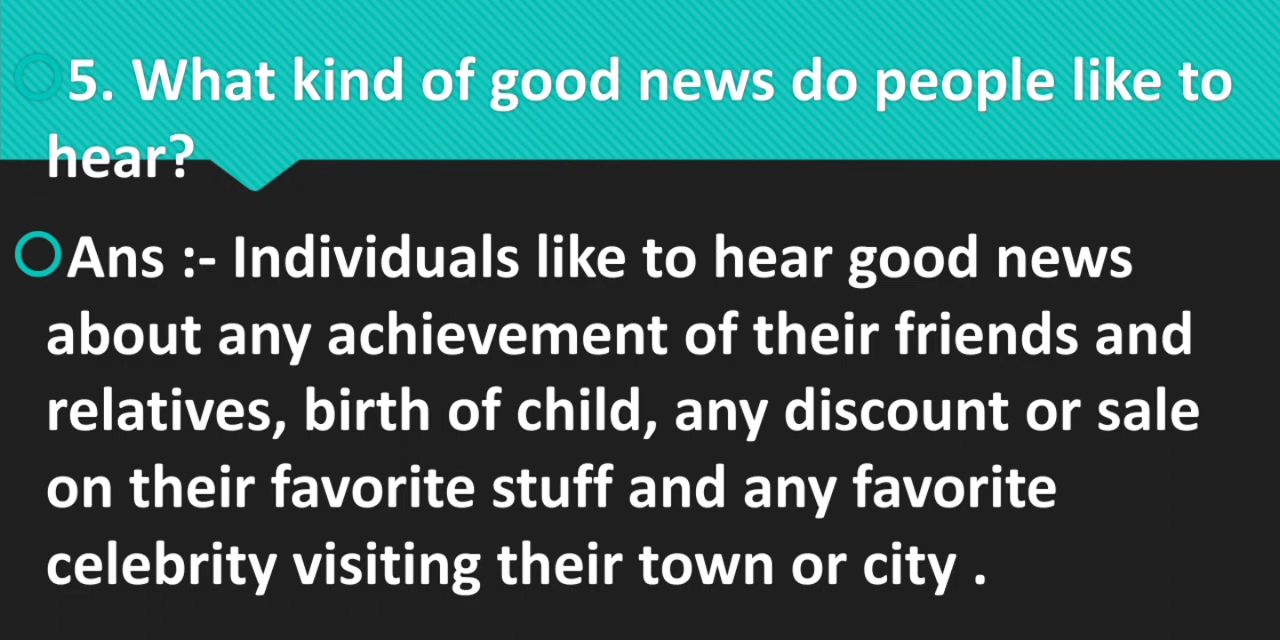 5. What kind of good news do people like to
hear?
Ans :- Individuals like to hear good news
about any achievement of their friends and
relatives, birth of child, any discount or sale
on their favorite stuff and any favorite
celebrity visiting their town or city .